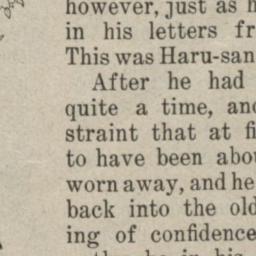 however, just as h
in his letters fr
This was Haru-san
After he had
quite a time, and
straint that at fi
to have been abou
worn away, and he
back into the old
ing of confidence